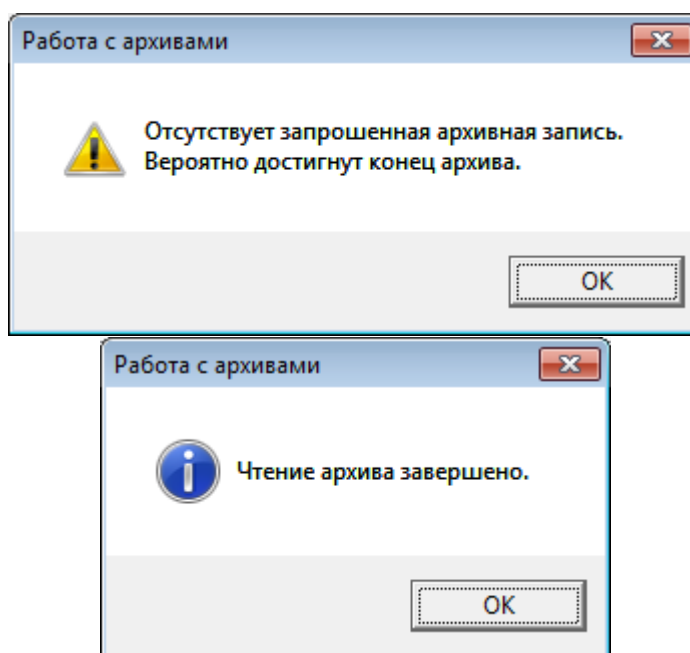 Работа с архивами
Отсутствует запрошенная архивная запись.
Вероятно достигнут конец архива.
OK
Работа с архивами
Чтение архива завершено.
OK